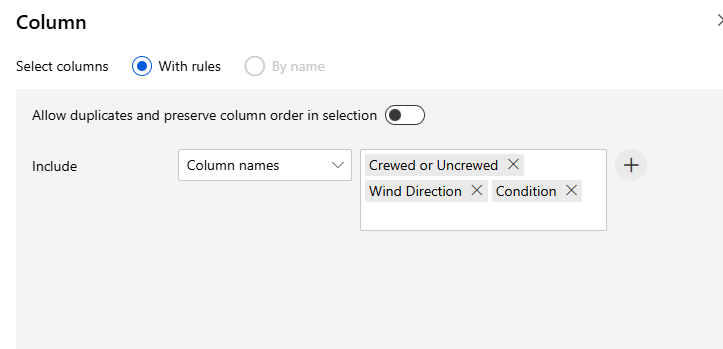 Column
Select columns With rules By name
Allow duplicates and preserve column order in selection
Include Column names Crewed or Uncrewed
Wind Direction Condition